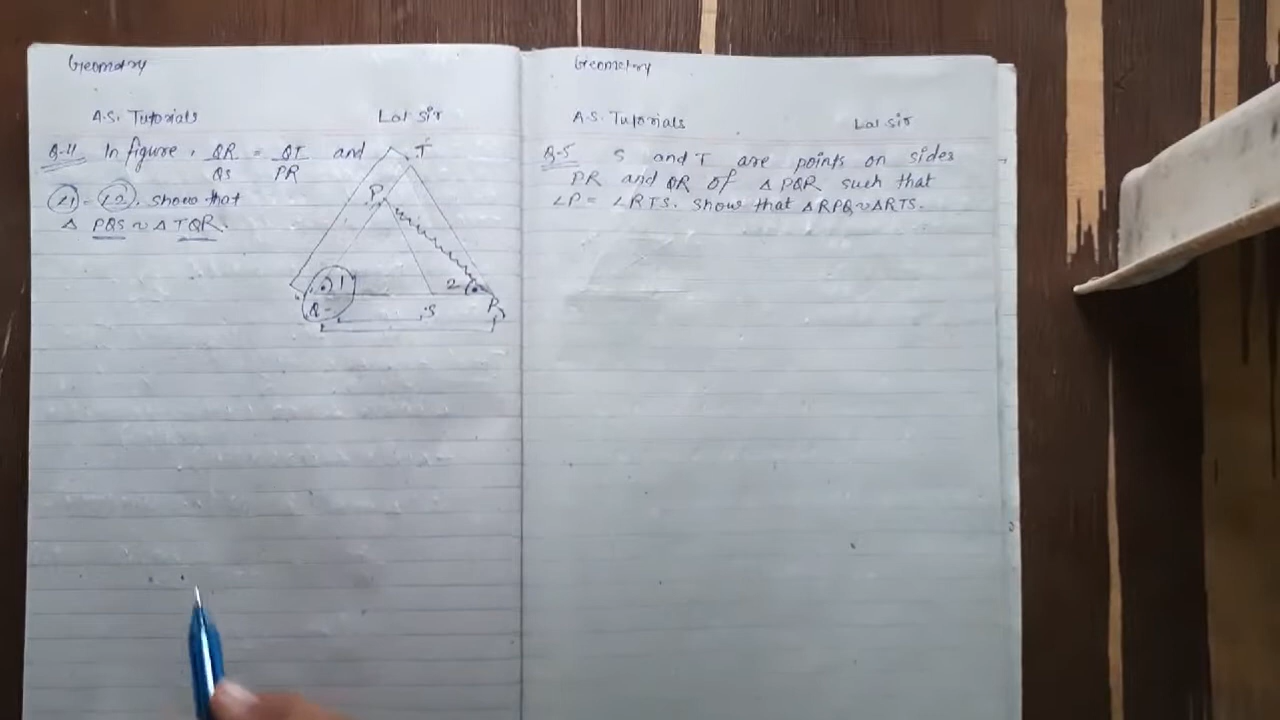 Geometry
A.S. Tutorials Lal sir
Q-4 In figure, QR/QS = QT/PR and
∠1 = ∠2. show that
Δ PQS ~ Δ TQR.
T
P
1 2
Q S R
Geometry
A.S. Tutorials Lal sir
Q-5 S and T are points on sides
PR and QR of Δ PQR such that
∠P = ∠RTS. Show that Δ RPQ ~ Δ RTS.